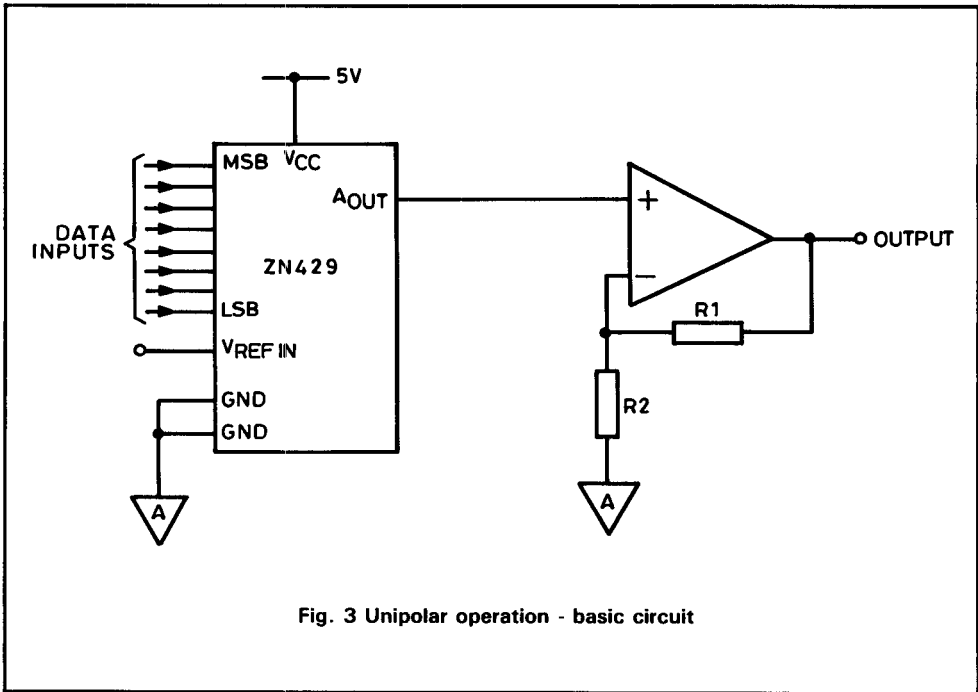 5V
VCC
MSB
AOUT
DATA
INPUTS
ZN429
LSB
VREF IN
GND
GND
A
+
−
OUTPUT
R1
R2
A
Fig. 3 Unipolar operation - basic circuit